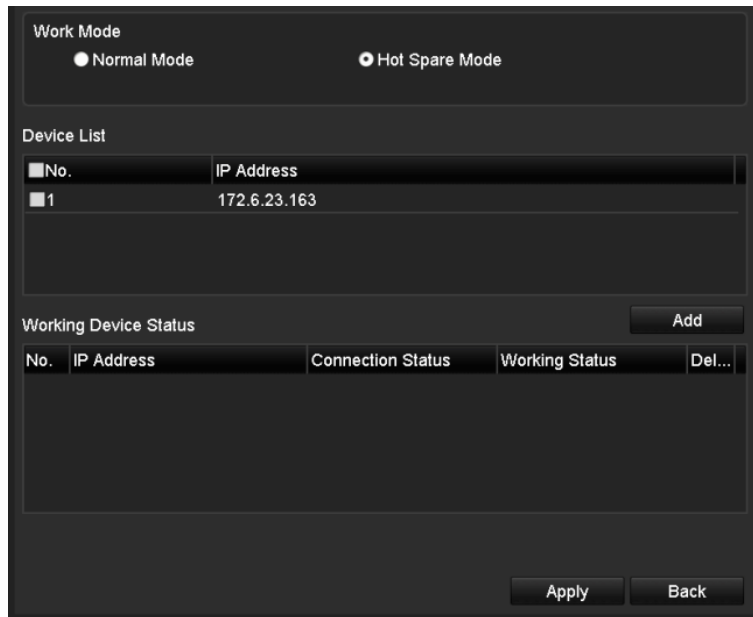 Work Mode
Normal Mode Hot Spare Mode
Device List
No. IP Address
1 172.6.23.163
Add
Working Device Status
No. IP Address Connection Status Working Status Del...
Apply Back